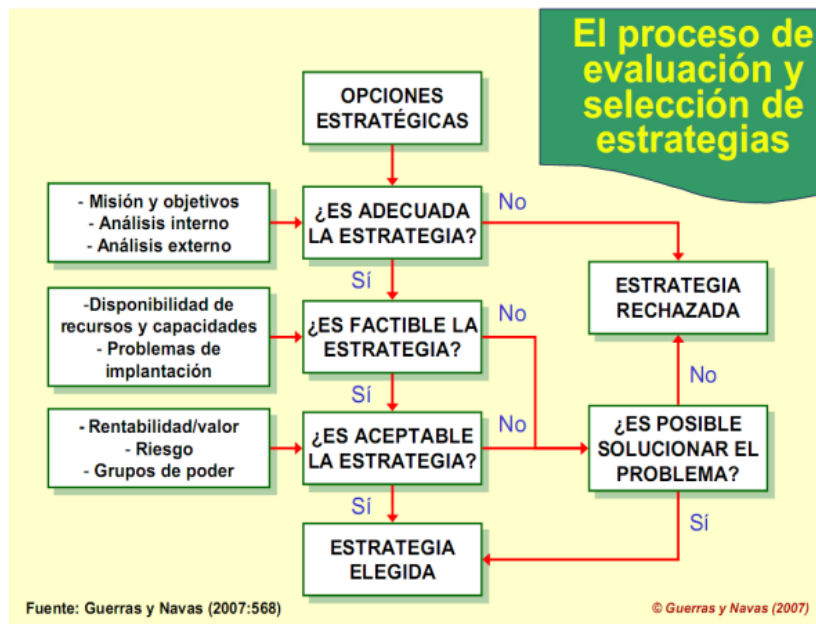 El proceso de
evaluación y
selección de
estrategias
OPCIONES
ESTRATÉGICAS
- Misión y objetivos
- Análisis interno
- Análisis externo
¿ES ADECUADA
LA ESTRATEGIA?
No
Sí
ESTRATEGIA
RECHAZADA
-Disponibilidad de
recursos y capacidades
- Problemas de
implantación
¿ES FACTIBLE LA
ESTRATEGIA?
No
Sí
No
- Rentabilidad/valor
- Riesgo
- Grupos de poder
¿ES ACEPTABLE
LA ESTRATEGIA?
No
Sí
¿ES POSIBLE
SOLUCIONAR EL
PROBLEMA?
Sí
ESTRATEGIA
ELEGIDA
Fuente: Guerras y Navas (2007:568)
© Guerras y Navas (2007)